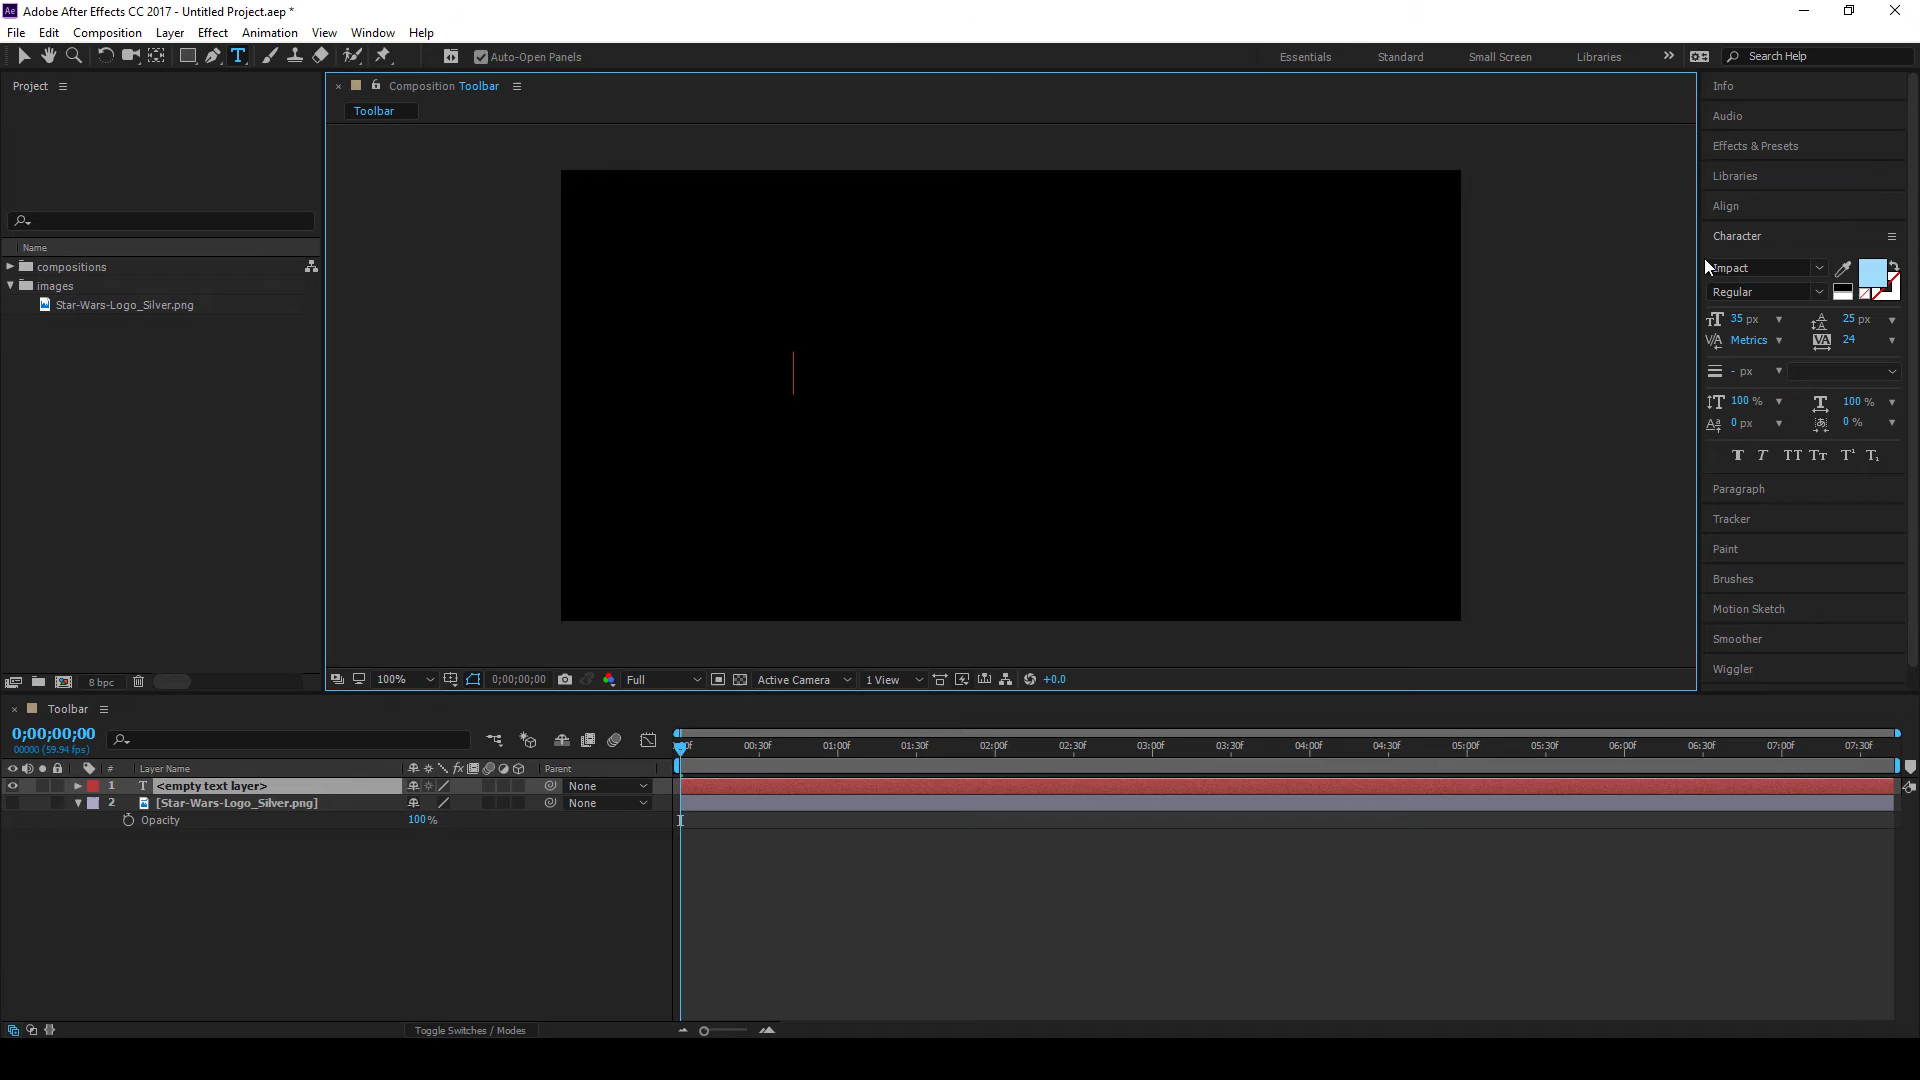 Ae Adobe After Effects CC 2017 - Untitled Project.aep *
File Edit Composition Layer Effect Animation View Window Help
Auto-Open Panels Essentials Standard Small Screen Libraries Search Help
Project
Composition Toolbar
Toolbar
Name
compositions
images
Star-Wars-Logo_Silver.png
Info
Audio
Effects & Presets
Libraries
Align
Character
Impact
Regular
35 px 25 px
Metrics 24
- px
100 % 100 %
0 px 0 %
Paragraph
Tracker
Paint
Brushes
Motion Sketch
Smoother
Wiggler
8 bpc
100% 0;00;00;00 Full Active Camera 1 View +0.0
Toolbar
0;00;00;00
00000 (59.94 fps)
00:30f 01:00f 01:30f 02:00f 02:30f 03:00f 03:30f 04:00f 04:30f 05:00f 05:30f 06:00f 06:30f 07:00f 07:30f
# Layer Name fx Parent
1 T <empty text layer> None
2 [Star-Wars-Logo_Silver.png] None
Opacity 100%
Toggle Switches / Modes